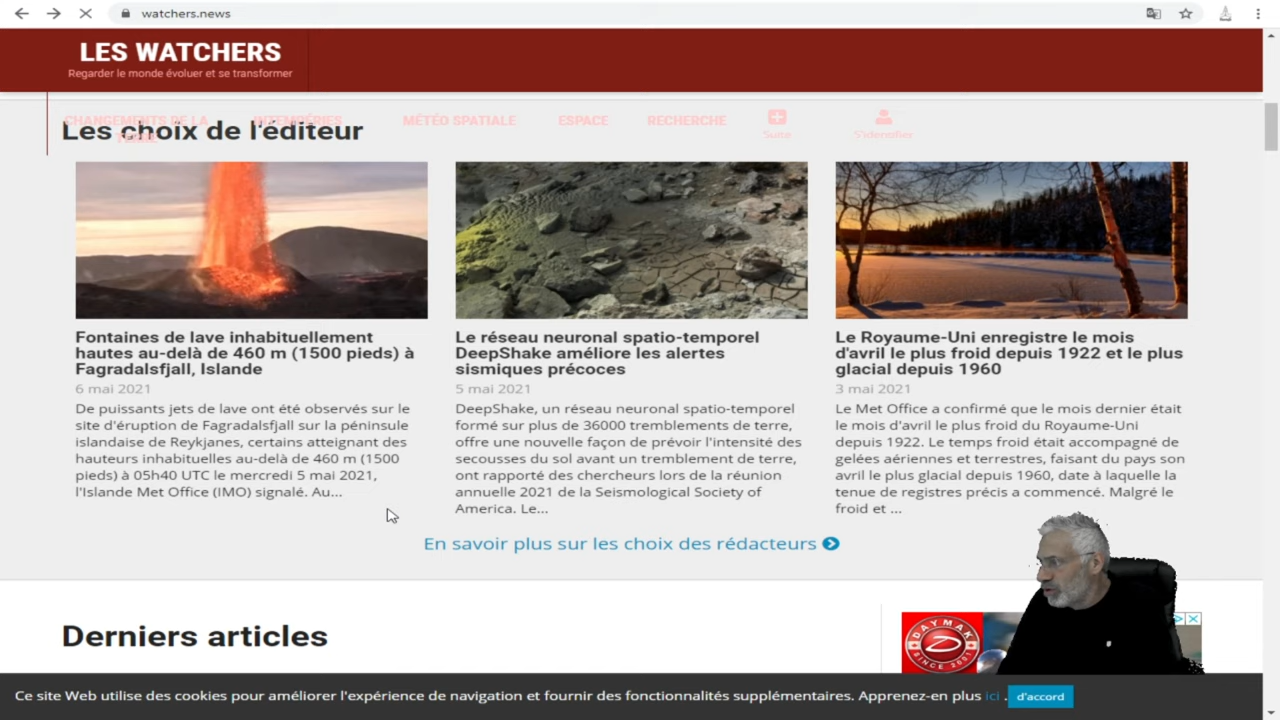 watchers.news
LES WATCHERS
Regarder le monde évoluer et se transformer
CHANGEMENTS DE LA
TERRE
INTEMPÉRIES
MÉTÉO SPATIALE
ESPACE
RECHERCHE
Suite
S'identifier
Les choix de l'éditeur
Fontaines de lave inhabituellement
hautes au-delà de 460 m (1500 pieds) à
Fagradalsfjall, Islande
6 mai 2021
De puissants jets de lave ont été observés sur le
site d'éruption de Fagradalsfjall sur la péninsule
islandaise de Reykjanes, certains atteignant des
hauteurs inhabituelles au-delà de 460 m (1500
pieds) à 05h40 UTC le mercredi 5 mai 2021,
l'Islande Met Office (IMO) signalé. Au...
Le réseau neuronal spatio-temporel
DeepShake améliore les alertes
sismiques précoces
5 mai 2021
DeepShake, un réseau neuronal spatio-temporel
formé sur plus de 36000 tremblements de terre,
offre une nouvelle façon de prévoir l'intensité des
secousses du sol avant un tremblement de terre,
ont rapporté des chercheurs lors de la réunion
annuelle 2021 de la Seismological Society of
America. Le...
Le Royaume-Uni enregistre le mois
d'avril le plus froid depuis 1922 et le plus
glacial depuis 1960
3 mai 2021
Le Met Office a confirmé que le mois dernier était
le mois d'avril le plus froid du Royaume-Uni
depuis 1922. Le temps froid était accompagné de
gelées aériennes et terrestres, faisant du pays son
avril le plus glacial depuis 1960, date à laquelle la
tenue de registres précis a commencé. Malgré le
froid et ...
En savoir plus sur les choix des rédacteurs
Derniers articles
DAYMAK
SINCE 2001
Ce site Web utilise des cookies pour améliorer l'expérience de navigation et fournir des fonctionnalités supplémentaires. Apprenez-en plus ici . d'accord